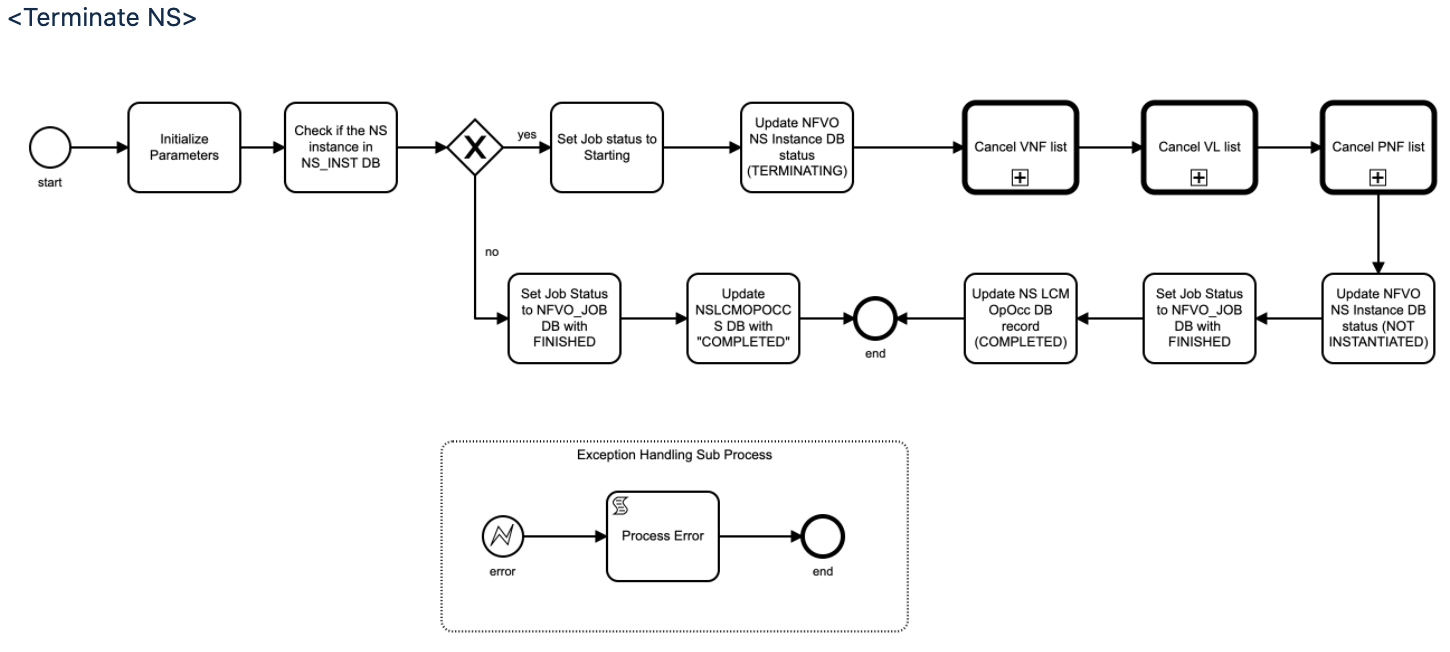 <Terminate NS>
start
Initialize
Parameters
Check if the NS
instance in
NS_INST DB
X
yes
Set Job status to
Starting
Update NFVO
NS Instance DB
status
(TERMINATING)
Cancel VNF list
Cancel VL list
Cancel PNF list
no
Set Job Status
to NFVO_JOB
DB with
FINISHED
Update
NSLCMOPOCC
S DB with
"COMPLETED"
end
Update NS LCM
OpOcc DB
record
(COMPLETED)
Set Job Status
to NFVO_JOB
DB with
FINISHED
Update NFVO
NS Instance DB
status (NOT
INSTANTIATED)
Exception Handling Sub Process
error
Process Error
end